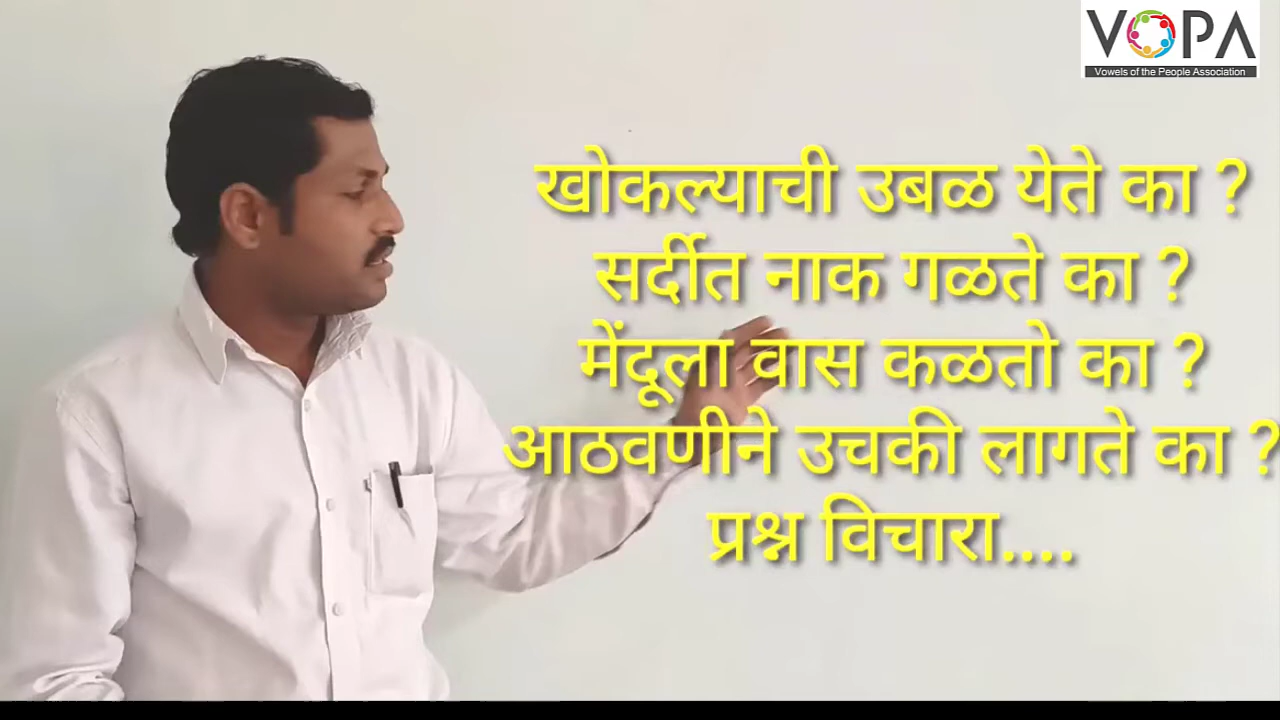 VOPA
Vowels of the People Association
खोकल्याची उबळ येते का ?
सर्दीत नाक गळते का ?
मेंदूला वास कळतो का ?
आठवणीने उचकी लागते का ?
प्रश्न विचारा....